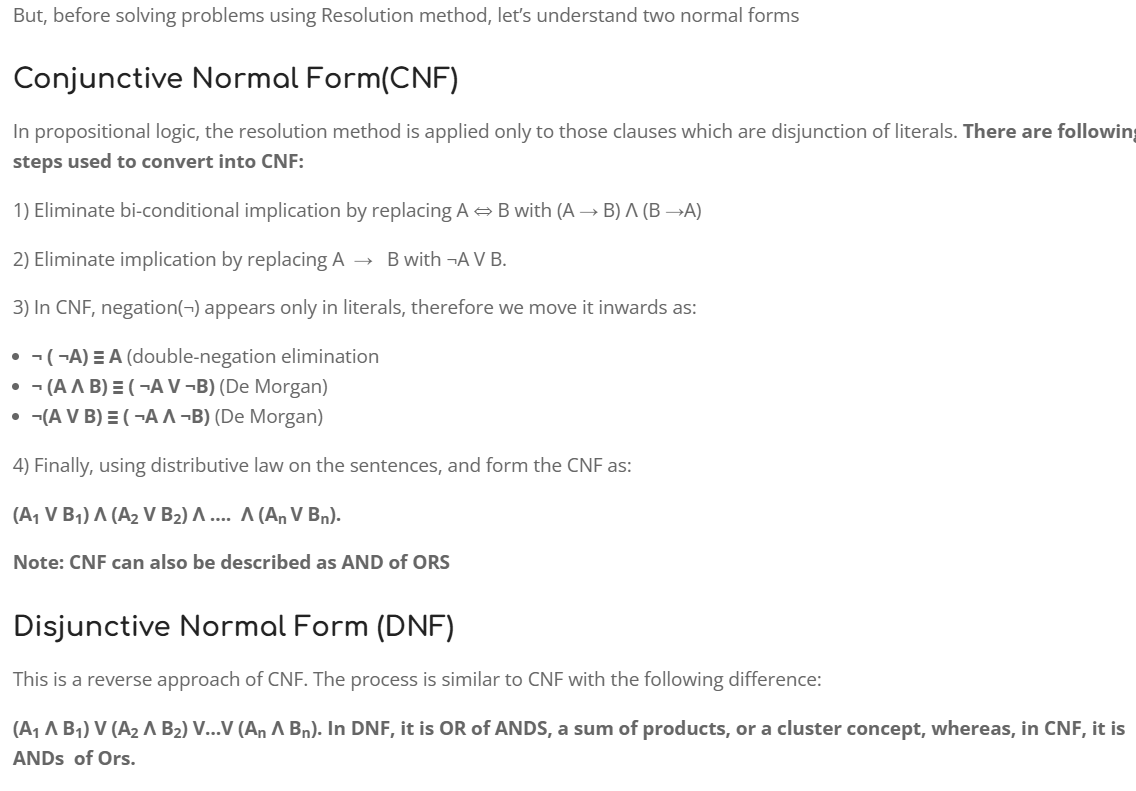 But, before solving problems using Resolution method, let’s understand two normal forms
Conjunctive Normal Form(CNF)
In propositional logic, the resolution method is applied only to those clauses which are disjunction of literals. There are following
steps used to convert into CNF:
1) Eliminate bi-conditional implication by replacing A ⇔ B with (A → B) Ʌ (B →A)
2) Eliminate implication by replacing A → B with ¬A V B.
3) In CNF, negation(¬) appears only in literals, therefore we move it inwards as:
• ¬ ( ¬A) ≡ A (double-negation elimination
• ¬ (A Ʌ B) ≡ ( ¬A V ¬B) (De Morgan)
• ¬(A V B) ≡ ( ¬A Ʌ ¬B) (De Morgan)
4) Finally, using distributive law on the sentences, and form the CNF as:
(A₁ V B₁) Ʌ (A₂ V B₂) Ʌ …. Ʌ (Aₙ V Bₙ).
Note: CNF can also be described as AND of ORS
Disjunctive Normal Form (DNF)
This is a reverse approach of CNF. The process is similar to CNF with the following difference:
(A₁ Ʌ B₁) V (A₂ Ʌ B₂) V…V (Aₙ Ʌ Bₙ). In DNF, it is OR of ANDS, a sum of products, or a cluster concept, whereas, in CNF, it is
ANDs of Ors.